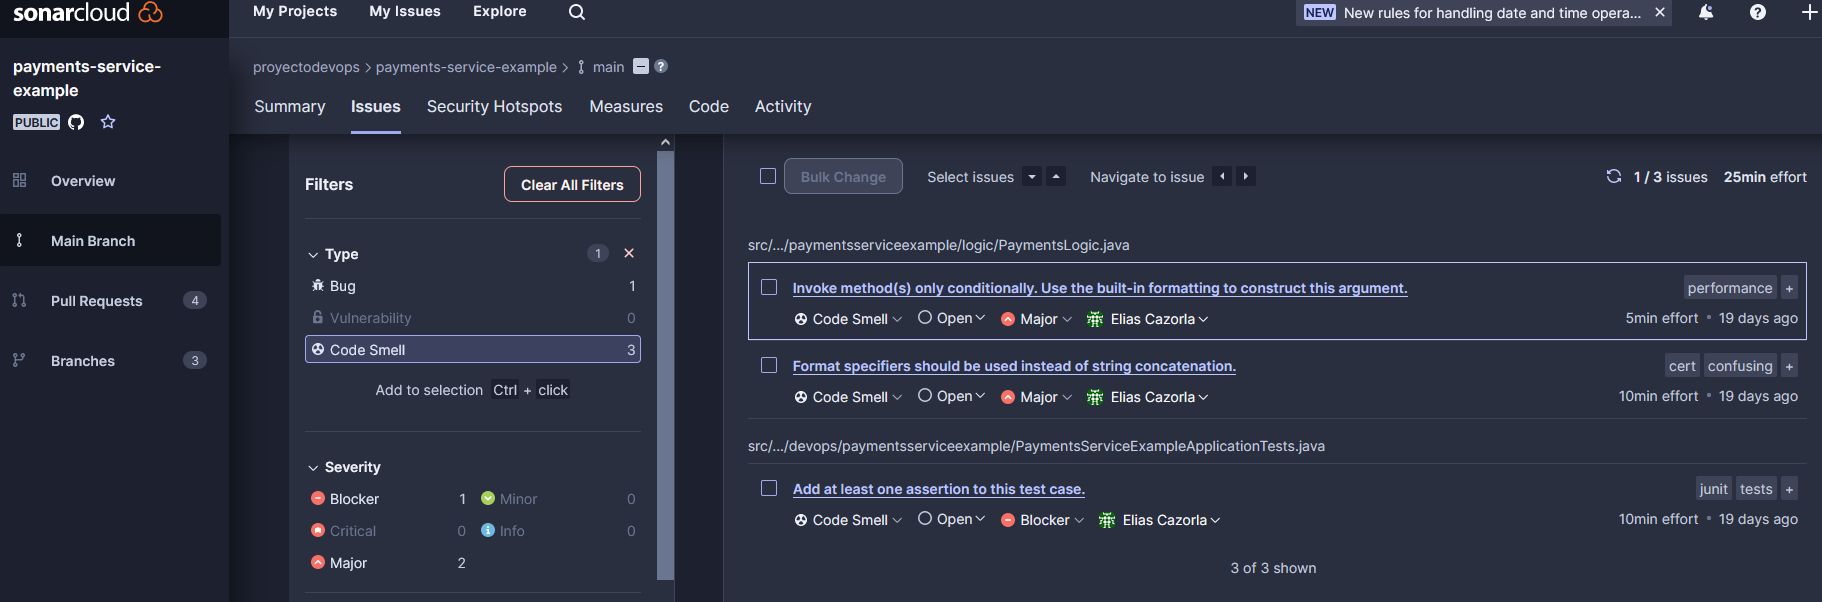 sonarcloud
My Projects My Issues Explore
NEW New rules for handling date and time opera...
payments-service-
example
PUBLIC
Overview
Main Branch
Pull Requests 4
Branches 3
proyectodevops > payments-service-example > main
Summary Issues Security Hotspots Measures Code Activity
Filters Clear All Filters
Type 1
Bug 1
Vulnerability 0
Code Smell 3
Add to selection Ctrl + click
Severity
Blocker 1 Minor 0
Critical 0 Info 0
Major 2
Bulk Change Select issues Navigate to issue 1 / 3 issues 25min effort
src/.../paymentsserviceexample/logic/PaymentsLogic.java
Invoke method(s) only conditionally. Use the built-in formatting to construct this argument. performance +
Code Smell Open Major Elias Cazorla 5min effort • 19 days ago
Format specifiers should be used instead of string concatenation. cert confusing +
Code Smell Open Major Elias Cazorla 10min effort • 19 days ago
src/.../devops/paymentsserviceexample/PaymentsServiceExampleApplicationTests.java
Add at least one assertion to this test case. junit tests +
Code Smell Open Blocker Elias Cazorla 10min effort • 19 days ago
3 of 3 shown